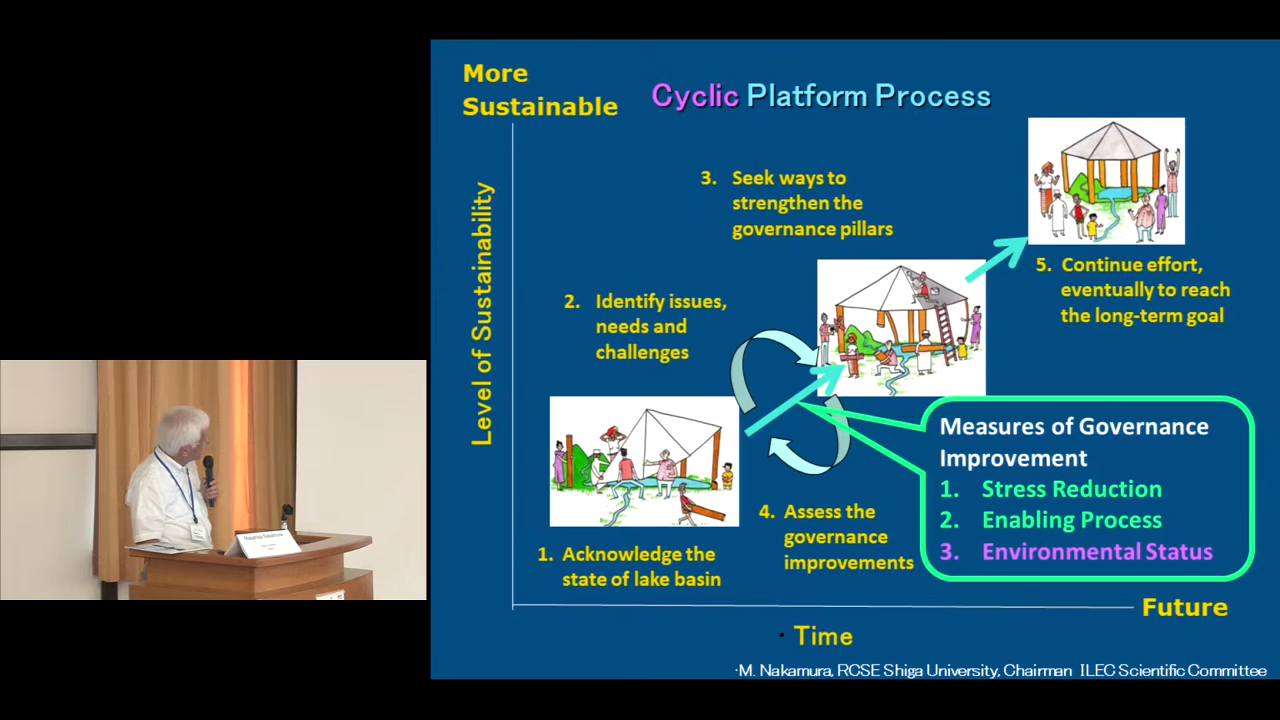 More
Sustainable
Cyclic Platform Process
Level of Sustainability
3. Seek ways to
strengthen the
governance pillars
2. Identify issues,
needs and
challenges
5. Continue effort,
eventually to reach
the long-term goal
Measures of Governance
Improvement
1. Stress Reduction
2. Enabling Process
3. Environmental Status
4. Assess the
governance
improvements
1. Acknowledge the
state of lake basin
Future
· Time
·M. Nakamura, RCSE Shiga University, Chairman ILEC Scientific Committee